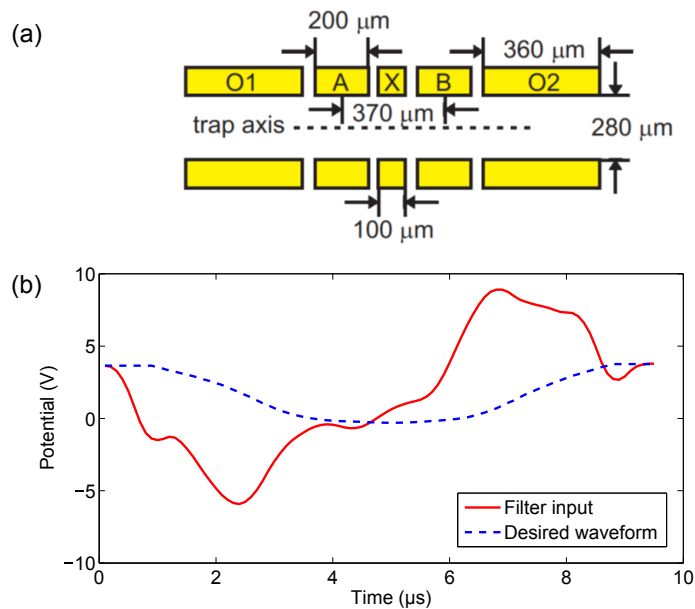 (a)
200 μm
360 μm
O1 A X B O2
370 μm
trap axis
280 μm
100 μm
(b)
10
5
0
−5
−10
Potential (V)
Filter input
Desired waveform
0 2 4 6 8 10
Time (μs)